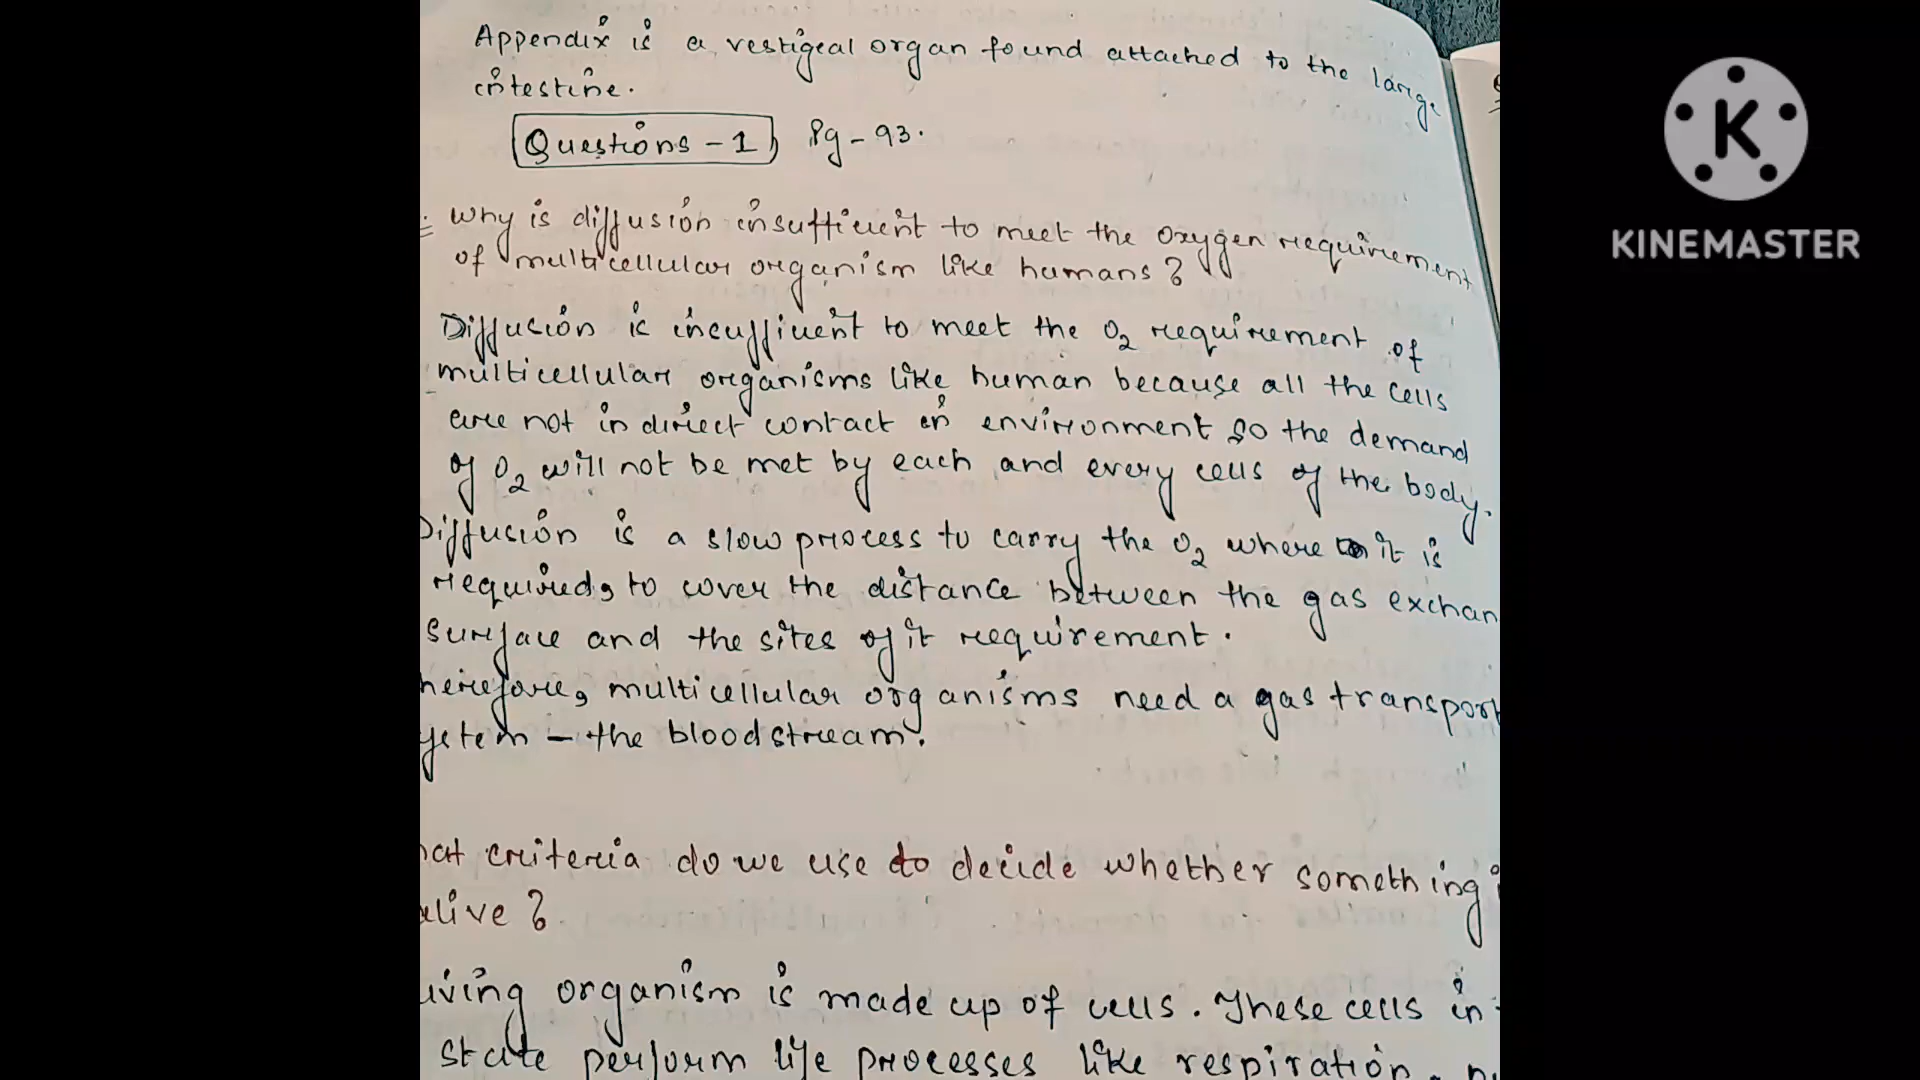 Appendix is a vestigeal organ found attached to the large
intestine.
Questions - 1 Pg - 93.
Why is diffusion insufficient to meet the oxygen requirement
of multicellular organism like humans?
Diffusion is insufficient to meet the O2 requirement of
multicellular organisms like human because all the cells
are not in direct contact in environment so the demand
of O2 will not be met by each and every cells of the body.
Diffusion is a slow process to carry the O2 where it is
required, to cover the distance between the gas exchan
surface and the sites of it requirement.
herefore, multicellular organisms need a gas transport
ystem - the bloodstream.
hat criteria do we use to decide whether something i
alive?
iving organism is made up of cells. These cells in
state perform life processes like respiration,
K
KINEMASTER